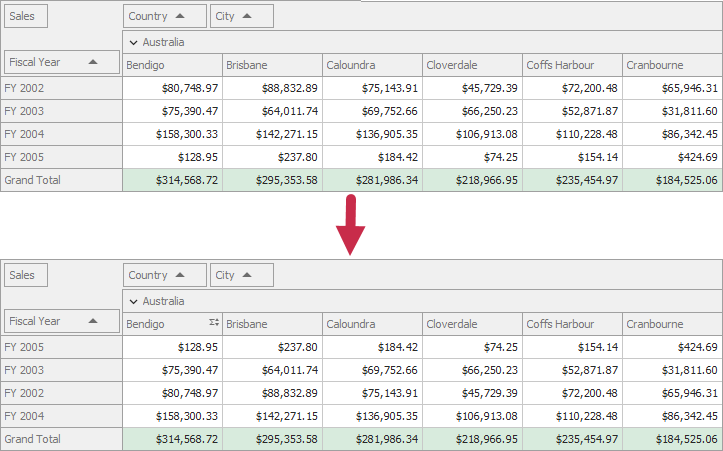 Sales Country City
Australia
Fiscal Year Bendigo Brisbane Caloundra Cloverdale Coffs Harbour Cranbourne
FY 2002 $80,748.97 $88,832.89 $75,143.91 $45,729.39 $72,200.48 $65,946.31
FY 2003 $75,390.47 $64,011.74 $69,752.66 $66,250.23 $52,871.87 $31,811.60
FY 2004 $158,300.33 $142,271.15 $136,905.35 $106,913.08 $110,228.48 $86,342.45
FY 2005 $128.95 $237.80 $184.42 $74.25 $154.14 $424.69
Grand Total $314,568.72 $295,353.58 $281,986.34 $218,966.95 $235,454.97 $184,525.06
Sales Country City
Australia
Fiscal Year Bendigo Brisbane Caloundra Cloverdale Coffs Harbour Cranbourne
FY 2005 $128.95 $237.80 $184.42 $74.25 $154.14 $424.69
FY 2003 $75,390.47 $64,011.74 $69,752.66 $66,250.23 $52,871.87 $31,811.60
FY 2002 $80,748.97 $88,832.89 $75,143.91 $45,729.39 $72,200.48 $65,946.31
FY 2004 $158,300.33 $142,271.15 $136,905.35 $106,913.08 $110,228.48 $86,342.45
Grand Total $314,568.72 $295,353.58 $281,986.34 $218,966.95 $235,454.97 $184,525.06